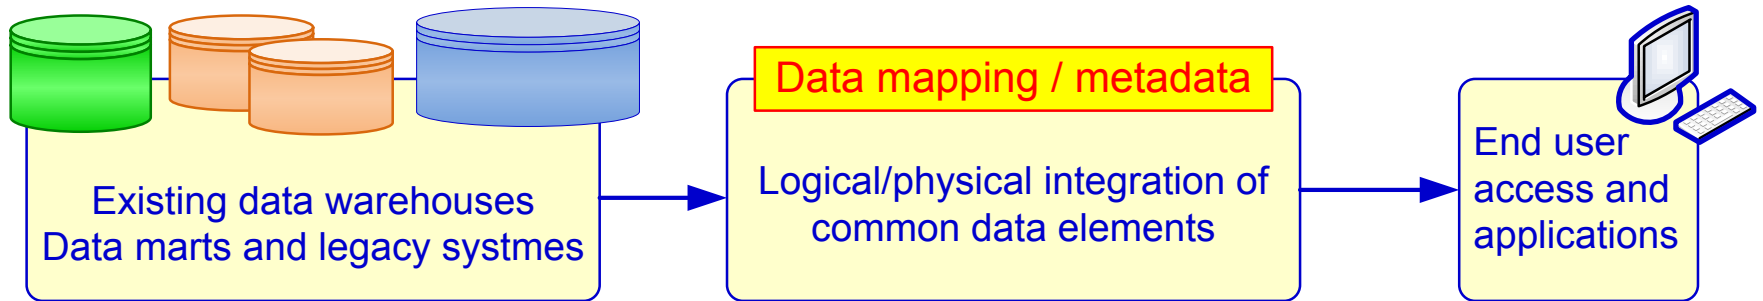 Existing data warehouses
Data marts and legacy systmes
Data mapping / metadata
Logical/physical integration of
common data elements
End user
access and
applications